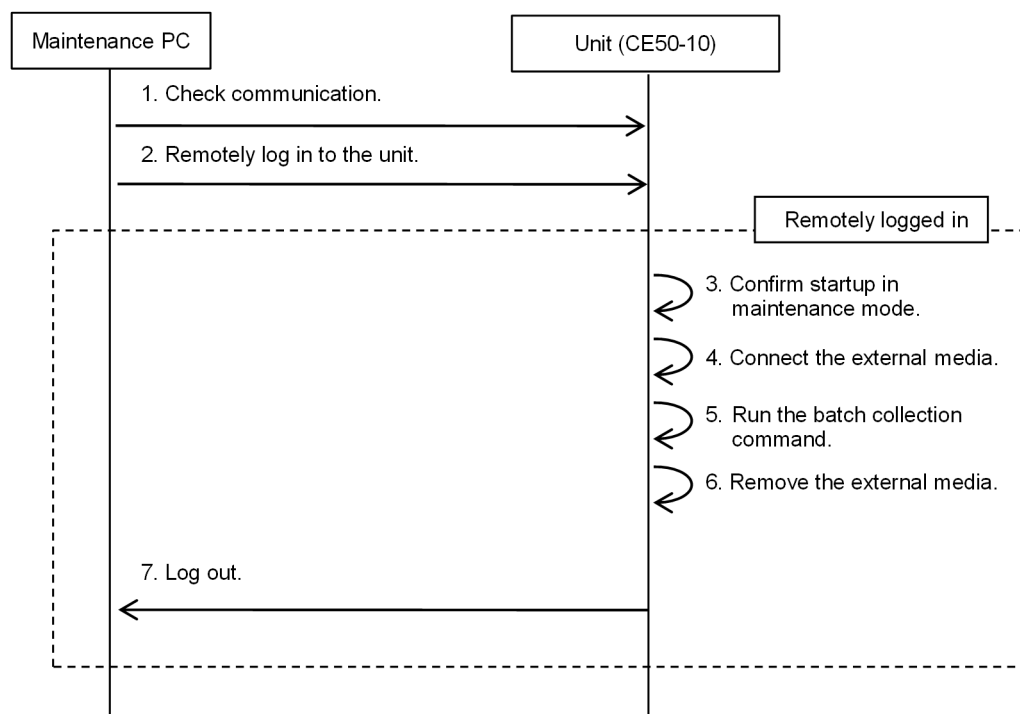 Maintenance PC
Unit (CE50-10)
1. Check communication.
2. Remotely log in to the unit.
Remotely logged in
3. Confirm startup in
maintenance mode.
4. Connect the external media.
5. Run the batch collection
command.
6. Remove the external media.
7. Log out.